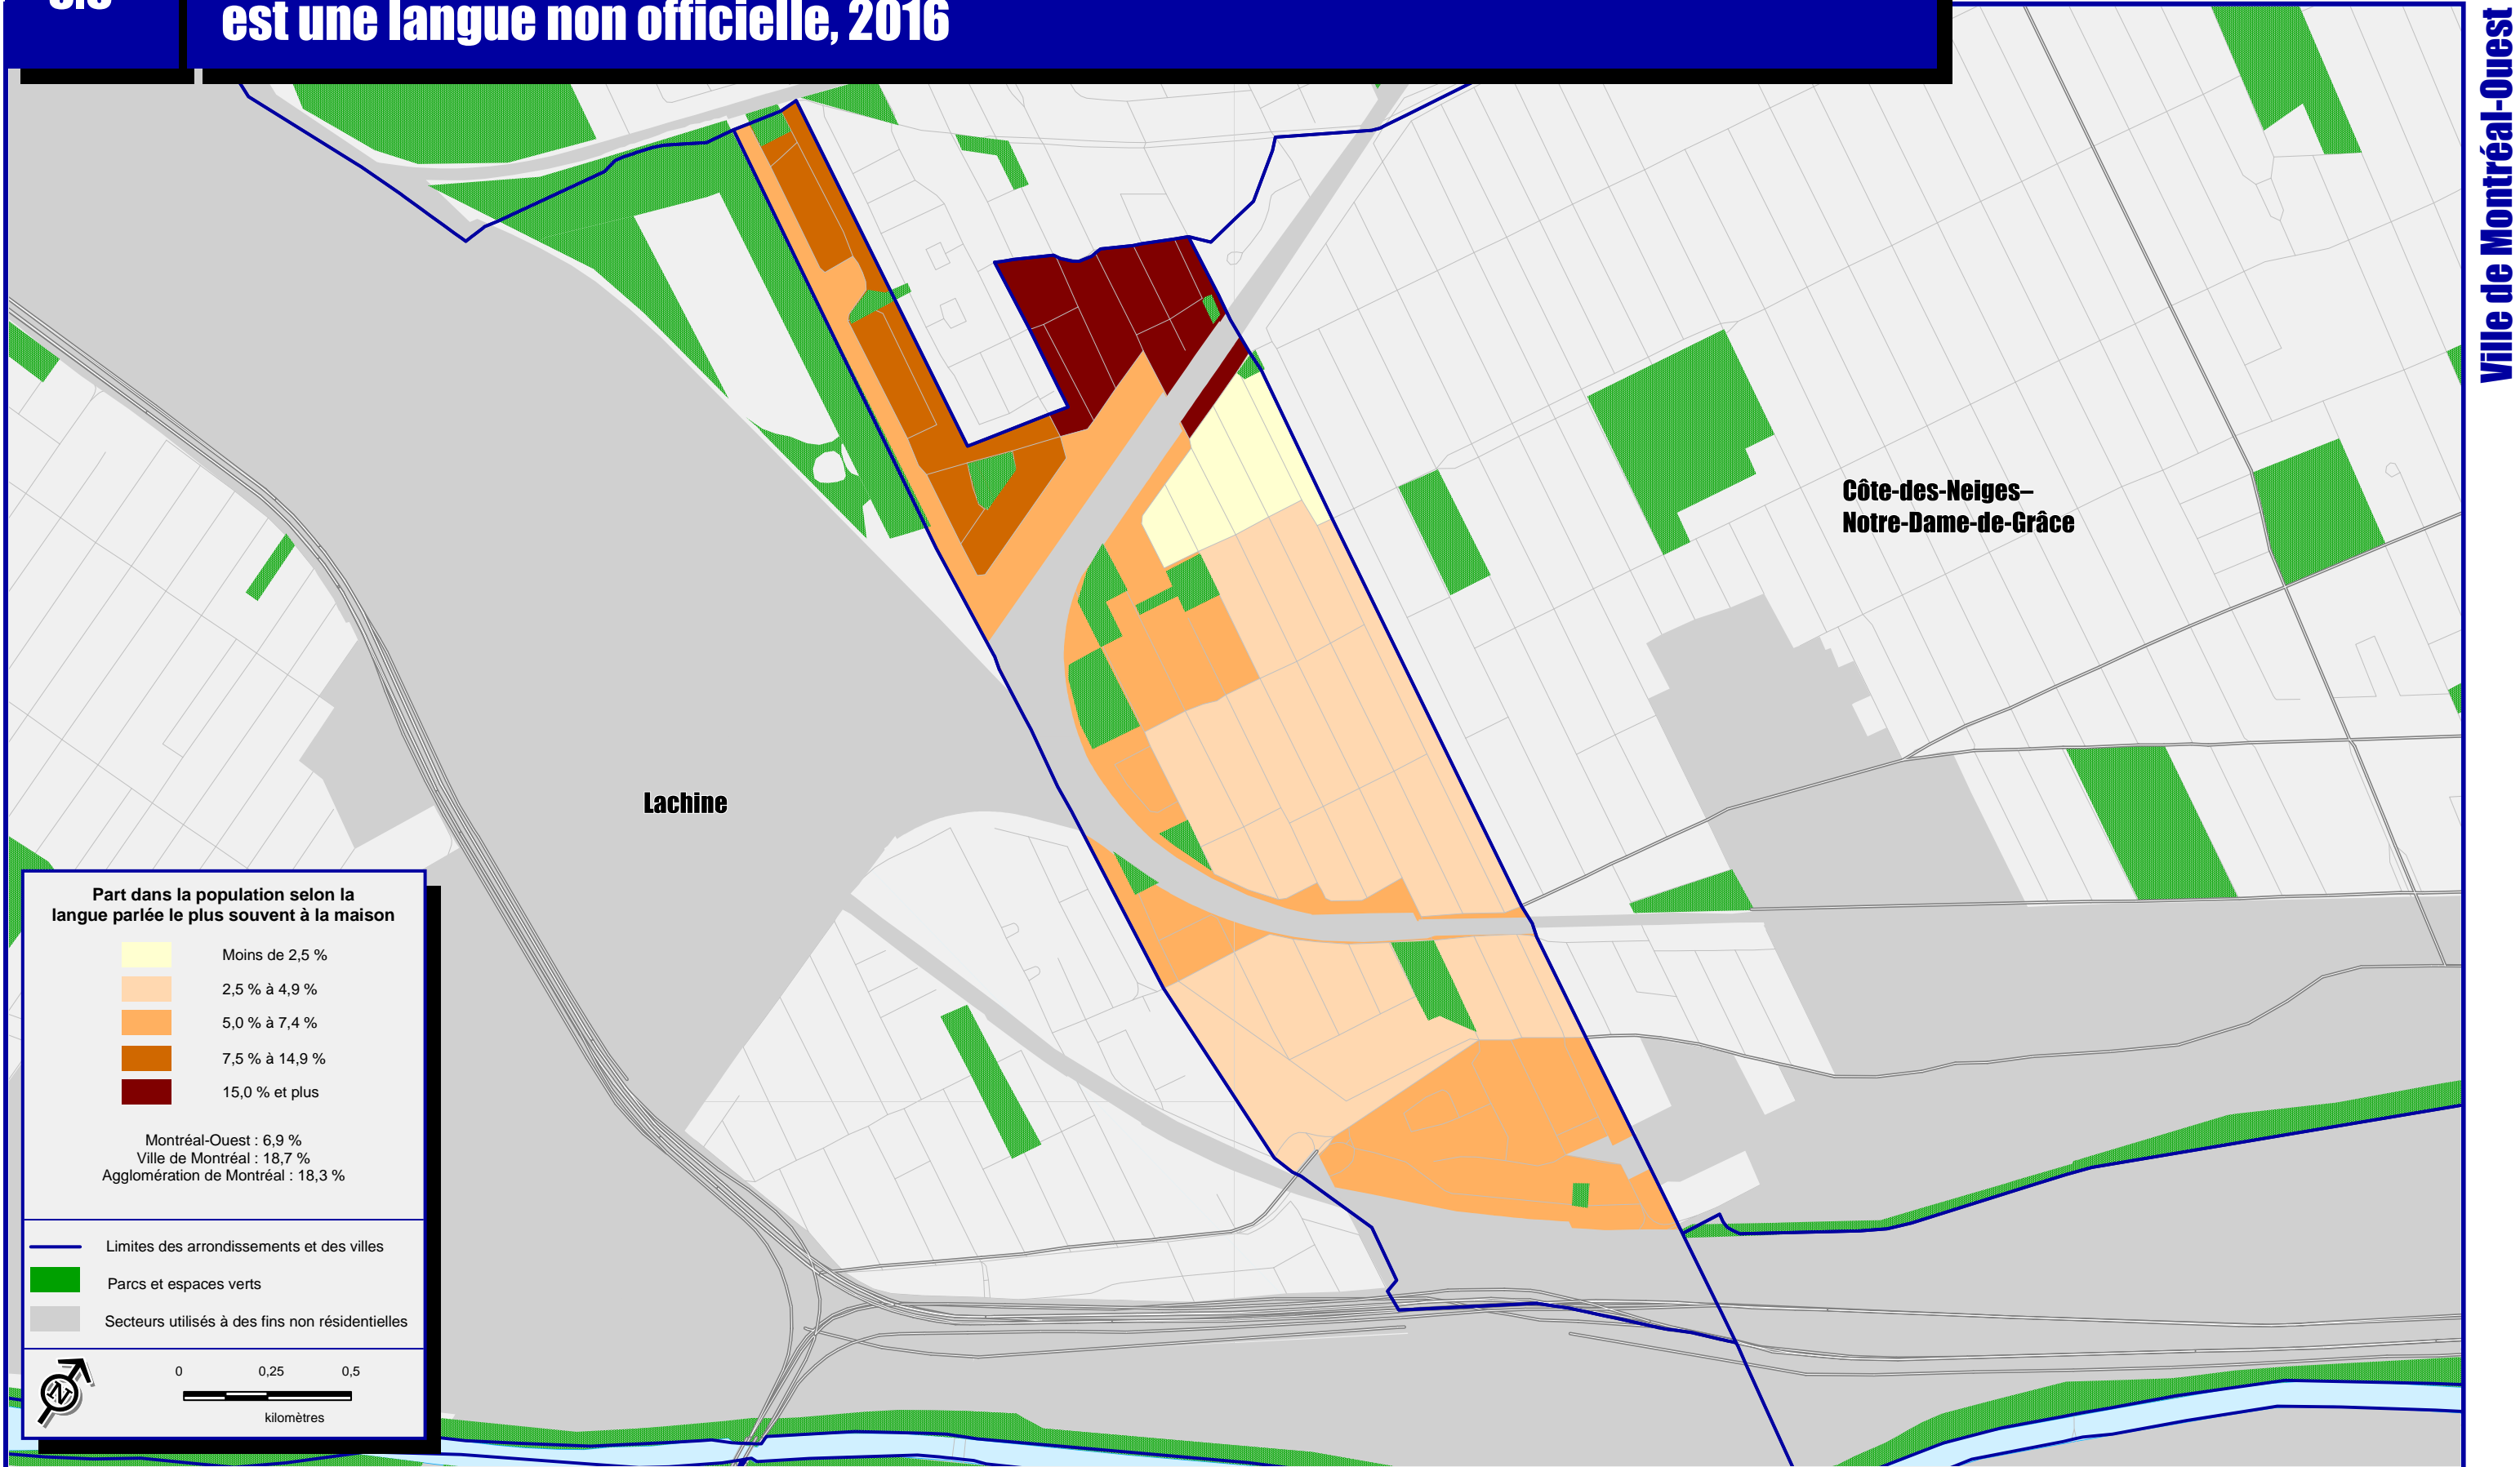 est une langue non officielle, 2016
Ville de Montréal-Ouest
Côte-des-Neiges–
Notre-Dame-de-Grâce
Lachine
Part dans la population selon la
langue parlée le plus souvent à la maison
Moins de 2,5 %
2,5 % à 4,9 %
5,0 % à 7,4 %
7,5 % à 14,9 %
15,0 % et plus
Montréal-Ouest : 6,9 %
Ville de Montréal : 18,7 %
Agglomération de Montréal : 18,3 %
Limites des arrondissements et des villes
Parcs et espaces verts
Secteurs utilisés à des fins non résidentielles
N
0 0,25 0,5
kilomètres